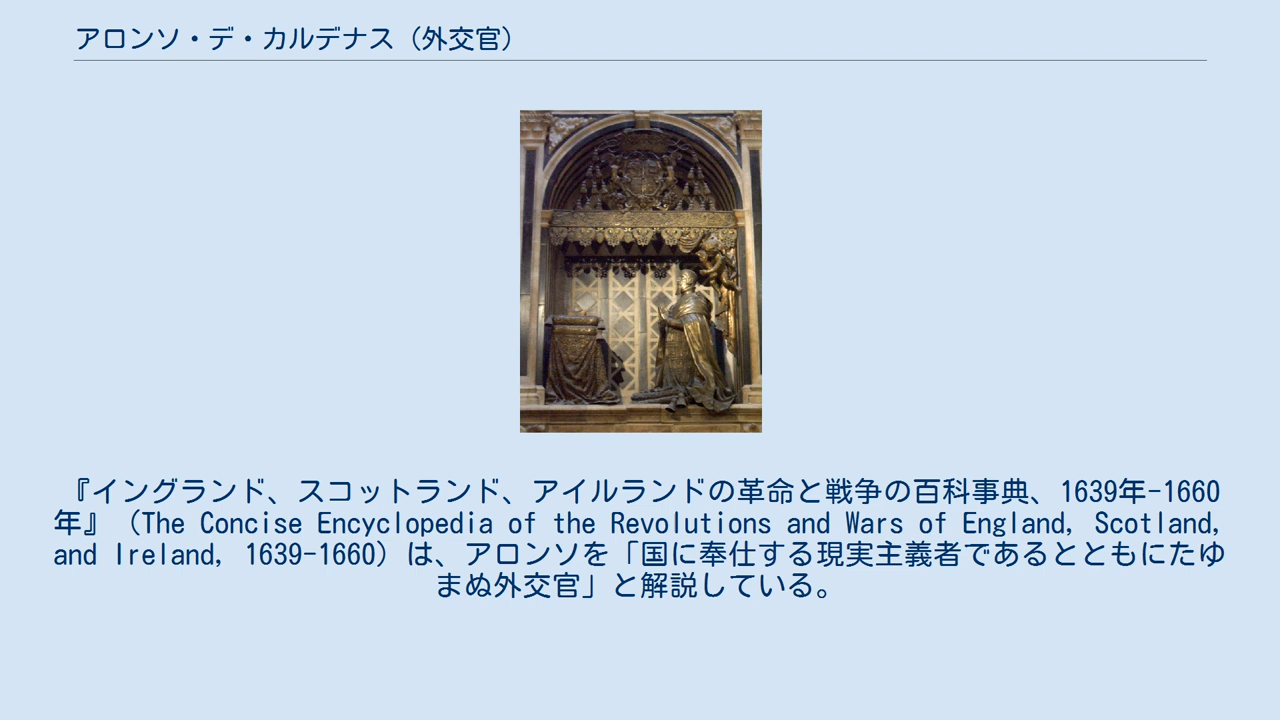 アロンソ・デ・カルデナス（外交官）
『イングランド、スコットランド、アイルランドの革命と戦争の百科事典、1639年-1660
年』（The Concise Encyclopedia of the Revolutions and Wars of England, Scotland,
and Ireland, 1639-1660）は、アロンソを「国に奉仕する現実主義者であるとともにたゆ
まぬ外交官」と解説している。